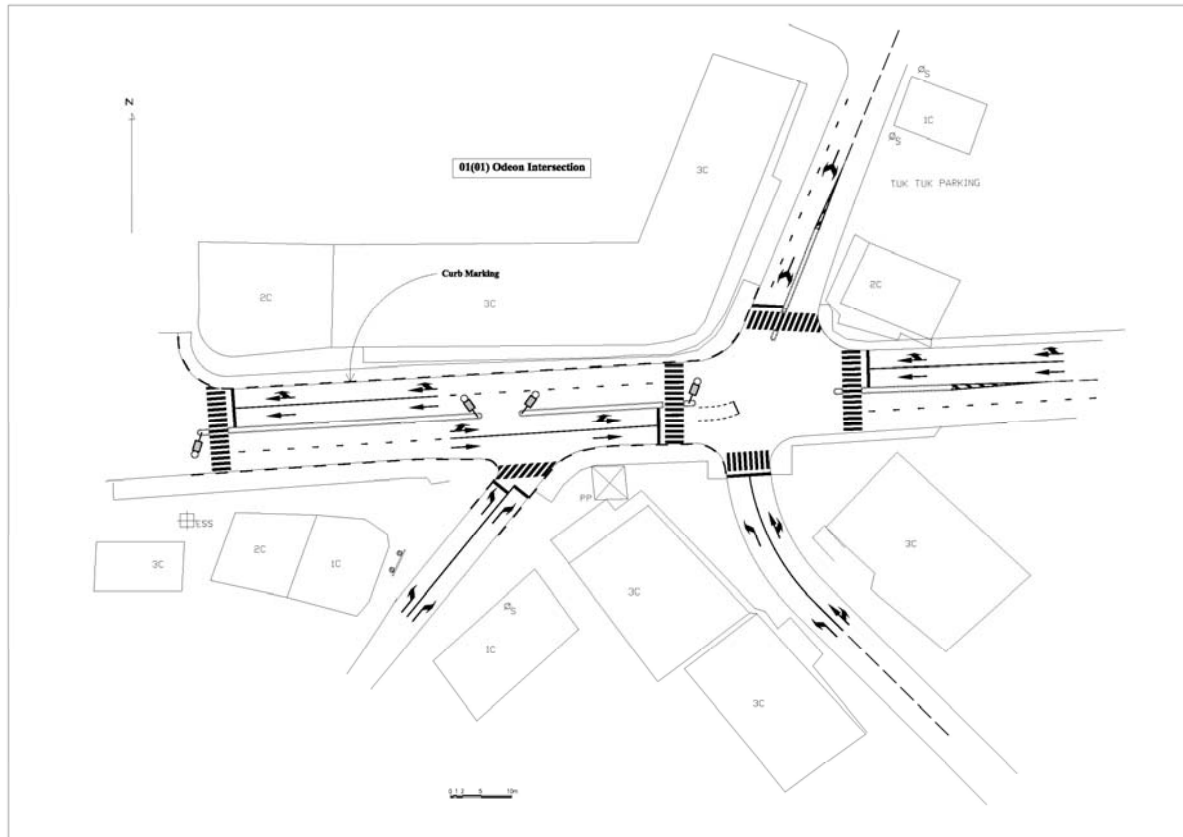 N
01(01) Odeon Intersection
3C
ØS
1C
ØS
TUK TUK PARKING
Curb Marking
2C
3C
2C
ESS
3C
2C
1C
PP
3C
ØS
1C
3C
3C
0 1 2 5 10m